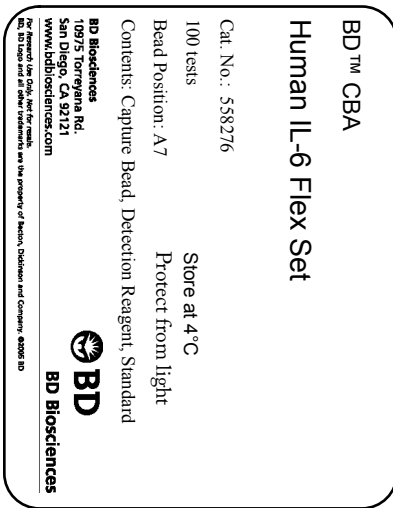 BD™ CBA
Human IL-6 Flex Set
Cat. No.: 558276
100 tests
Store at 4°C
Bead Position: A7
Protect from light
Contents: Capture Bead, Detection Reagent, Standard
BD Biosciences
10975 Torreyana Rd.
San Diego, CA 92121
www.bdbiosciences.com
BD
BD Biosciences
For Research Use Only. Not for resale.
BD, BD Logo and all other trademarks are the property of Becton, Dickinson and Company. ©2005 BD